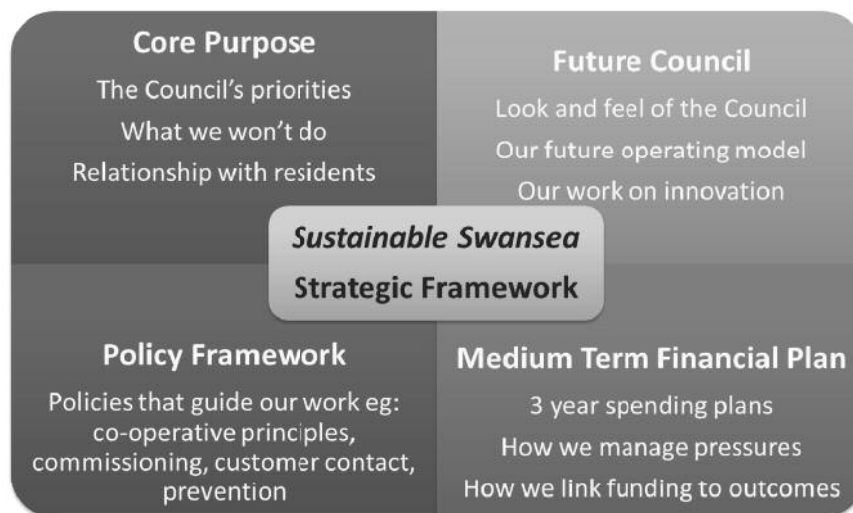 Core Purpose
The Council's priorities
What we won't do
Relationship with residents
Future Council
Look and feel of the Council
Our future operating model
Our work on innovation
Sustainable Swansea
Strategic Framework
Policy Framework
Policies that guide our work eg:
co-operative principles,
commissioning, customer contact,
prevention
Medium Term Financial Plan
3 year spending plans
How we manage pressures
How we link funding to outcomes